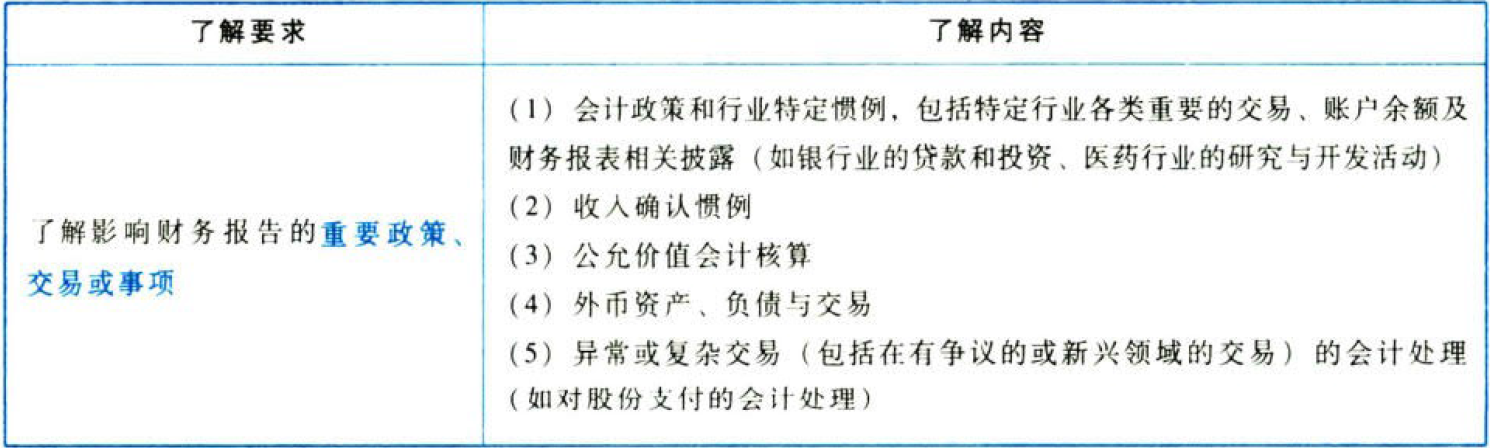 了解要求
了解内容
了解影响财务报告的重要政策、
交易或事项
(1) 会计政策和行业特定惯例，包括特定行业各类重要的交易、账户余额及
财务报表相关披露（如银行业的贷款和投资、医药行业的研究与开发活动）
(2) 收入确认惯例
(3) 公允价值会计核算
(4) 外币资产、负债与交易
(5) 异常或复杂交易（包括在有争议的或新兴领域的交易）的会计处理
（如对股份支付的会计处理）